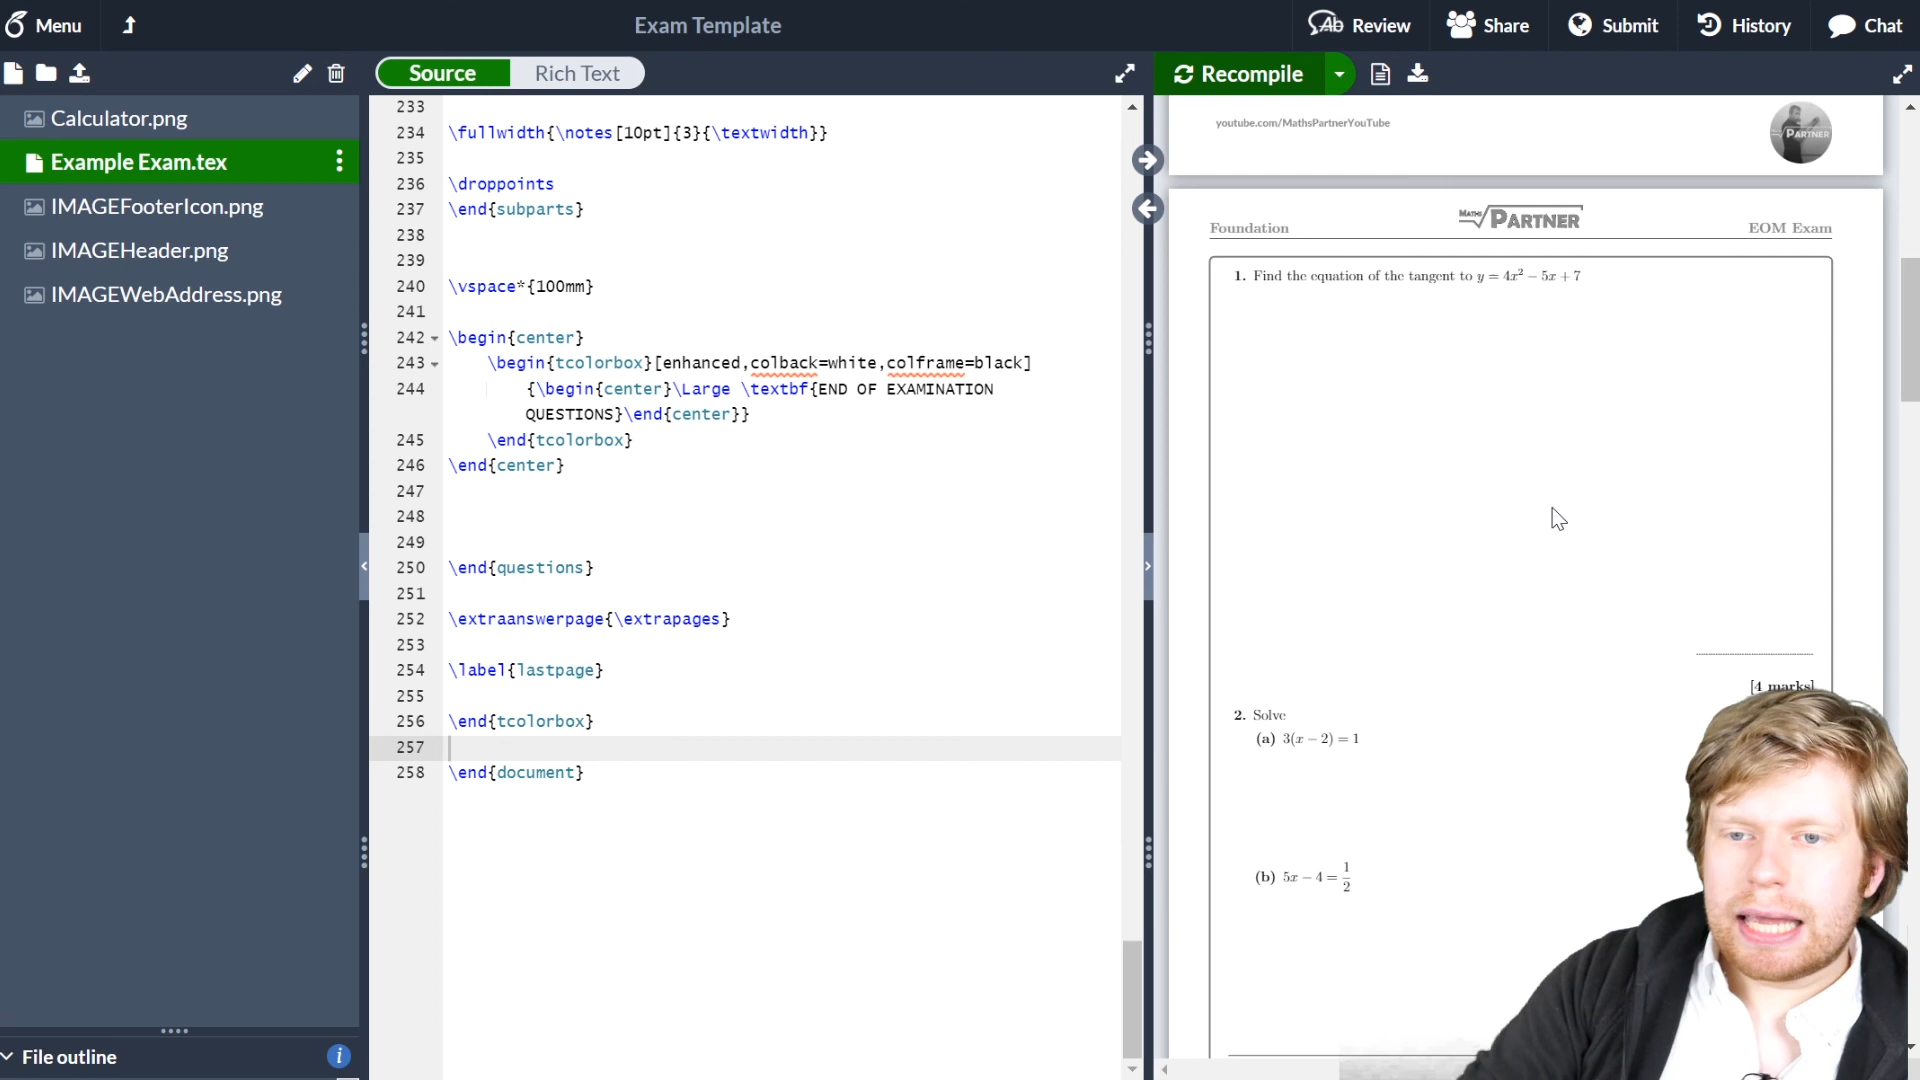 Menu
Exam Template
Review
Share
Submit
History
Chat
Source
Rich Text
Recompile
Calculator.png
Example Exam.tex
IMAGEFooterIcon.png
IMAGEHeader.png
IMAGEWebAddress.png
File outline
233
234 \fullwidth{\notes[10pt]{3}{\textwidth}}
235
236 \droppoints
237 \end{subparts}
238
239
240 \vspace*{100mm}
241
242 \begin{center}
243 \begin{tcolorbox}[enhanced,colback=white,colframe=black]
244 {\begin{center}\Large \textbf{END OF EXAMINATION
QUESTIONS}\end{center}}
245 \end{tcolorbox}
246 \end{center}
247
248
249
250 \end{questions}
251
252 \extraanswerpage{\extrapages}
253
254 \label{lastpage}
255
256 \end{tcolorbox}
257
258 \end{document}
youtube.com/MathsPartnerYouTube
PARTNER
Foundation
MATHS PARTNER
EOM Exam
1. Find the equation of the tangent to y = 4x² − 5x + 7
[4 marks]
2. Solve
(a) 3(x − 2) = 1
(b) 5x − 4 = 1/2